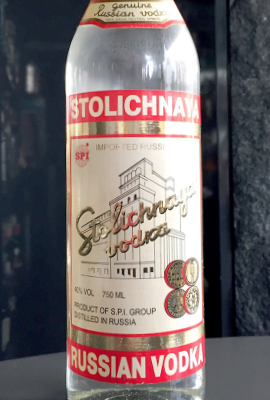 genuine
Russian vodka
STOLICHNAYA
SPI
IMPORTED RUSSI
Stolichnaya
vodka
40% VOL 750 ML
PRODUCT OF S.P.I. GROUP
DISTILLED IN RUSSIA
RUSSIAN VODKA